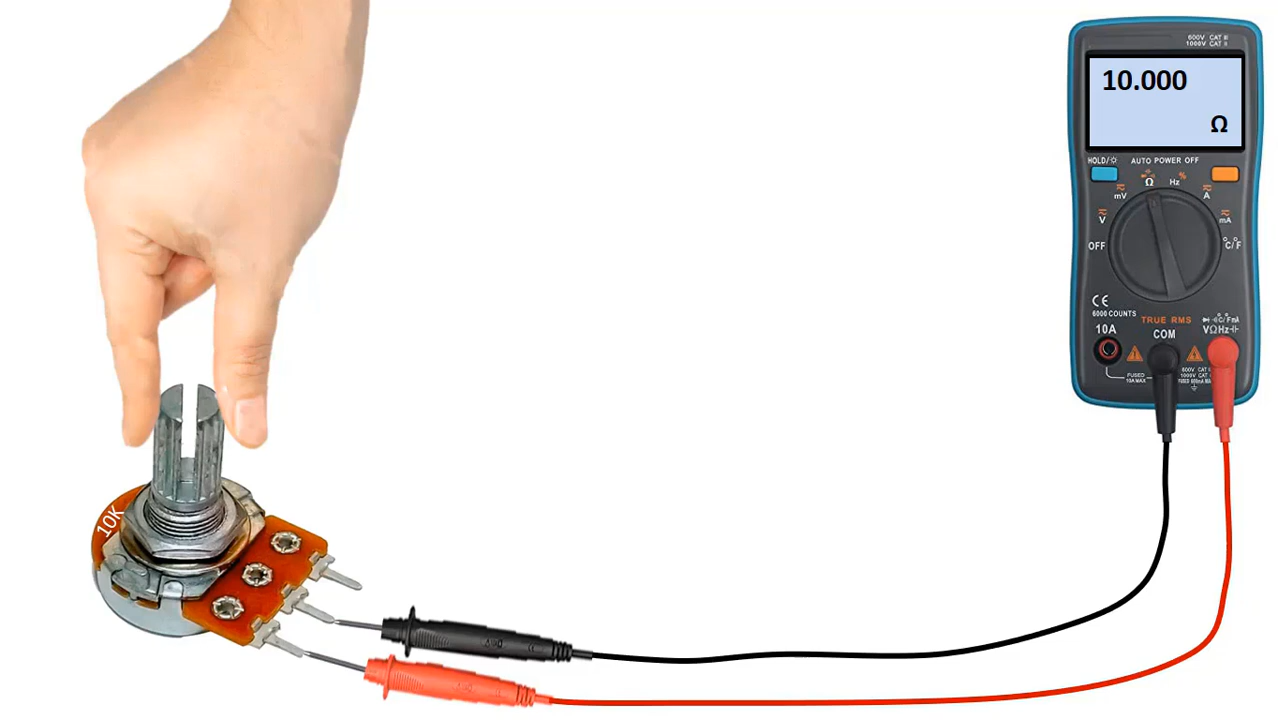 600V CAT III
1000V CAT II
10.000
Ω
HOLD/
AUTO POWER OFF
Ω
Hz
%
mV
A
V
mA
OFF
°C/°F
CE
6000 COUNTS
TRUE RMS
10A
COM
VΩHz
FUSED
10A MAX
10K